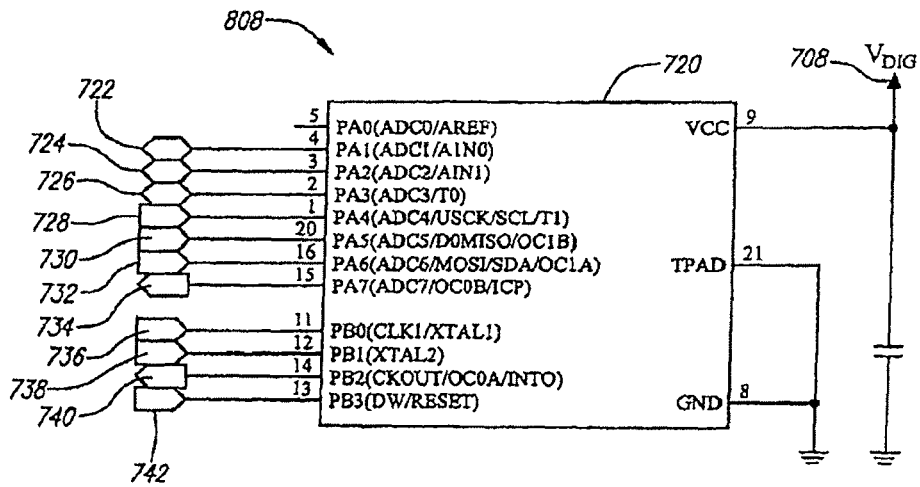 808
720
708
V_DIG
722
724
726
728
730
732
734
736
738
740
742
5 PA0(ADC0/AREF)
4 PA1(ADC1/A1N0)
3 PA2(ADC2/AIN1)
2 PA3(ADC3/T0)
1 PA4(ADC4/USCK/SCL/T1)
20 PA5(ADC5/D0MISO/OC1B)
16 PA6(ADC6/MOSI/SDA/OC1A)
15 PA7(ADC7/OC0B/ICP)
11 PB0(CLK1/XTAL1)
12 PB1(XTAL2)
14 PB2(CKOUT/OC0A/INTO)
13 PB3(DW/RESET)
VCC 9
TPAD 21
GND 8